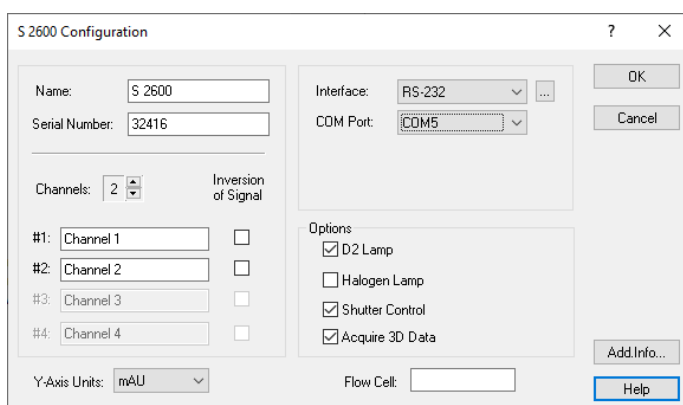 S 2600 Configuration ? ×
Name: S 2600
Serial Number: 32416
Channels: 2
Inversion
of Signal
#1: Channel 1
#2: Channel 2
#3: Channel 3
#4: Channel 4
Y-Axis Units: mAU
Interface: RS-232 ...
COM Port: COM5
Options
D2 Lamp
Halogen Lamp
Shutter Control
Acquire 3D Data
Flow Cell:
OK
Cancel
Add.Info...
Help